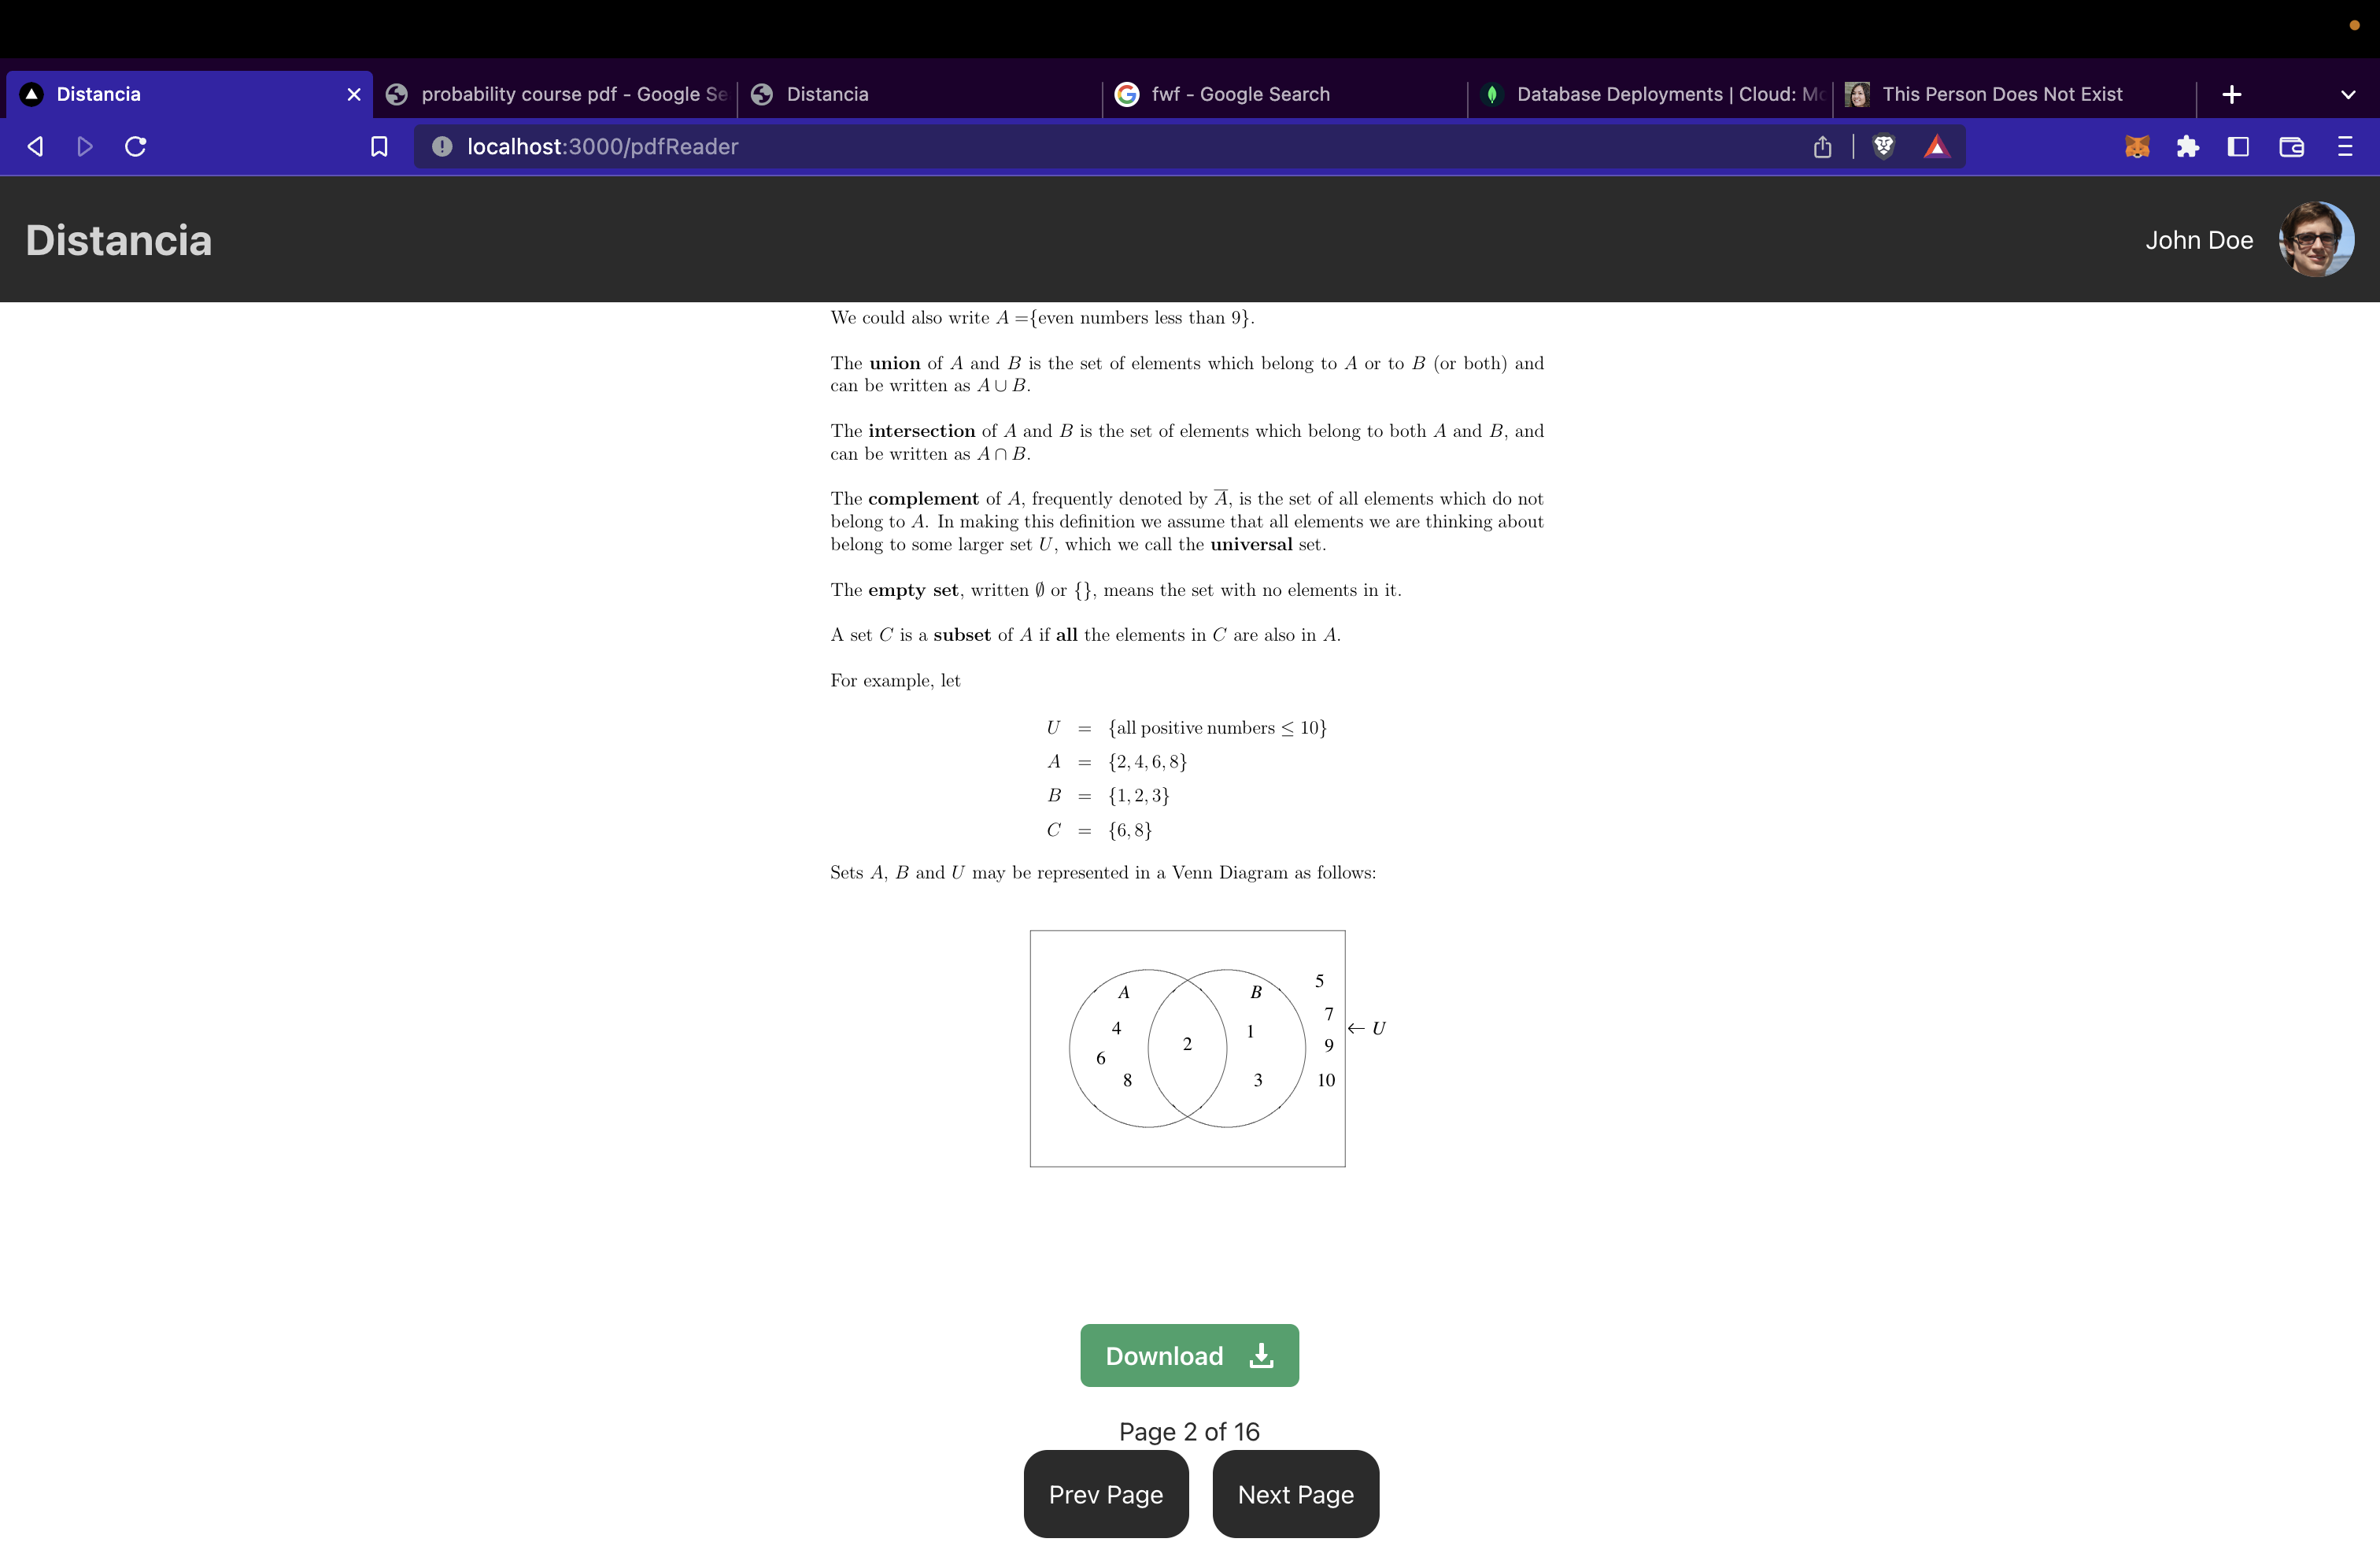 Distancia
probability course pdf - Google Se
Distancia
fwf - Google Search
Database Deployments | Cloud: Mo
This Person Does Not Exist
localhost:3000/pdfReader
Distancia
John Doe
We could also write A ={even numbers less than 9}.
The union of A and B is the set of elements which belong to A or to B (or both) and
can be written as A ∪ B.
The intersection of A and B is the set of elements which belong to both A and B, and
can be written as A ∩ B.
The complement of A, frequently denoted by A̅, is the set of all elements which do not
belong to A. In making this definition we assume that all elements we are thinking about
belong to some larger set U, which we call the universal set.
The empty set, written ∅ or {}, means the set with no elements in it.
A set C is a subset of A if all the elements in C are also in A.
For example, let
U = {all positive numbers ≤ 10}
A = {2, 4, 6, 8}
B = {1, 2, 3}
C = {6, 8}
Sets A, B and U may be represented in a Venn Diagram as follows:
A
4
6
8
2
B
1
3
5
7
9
10
← U
Download
Page 2 of 16
Prev Page
Next Page